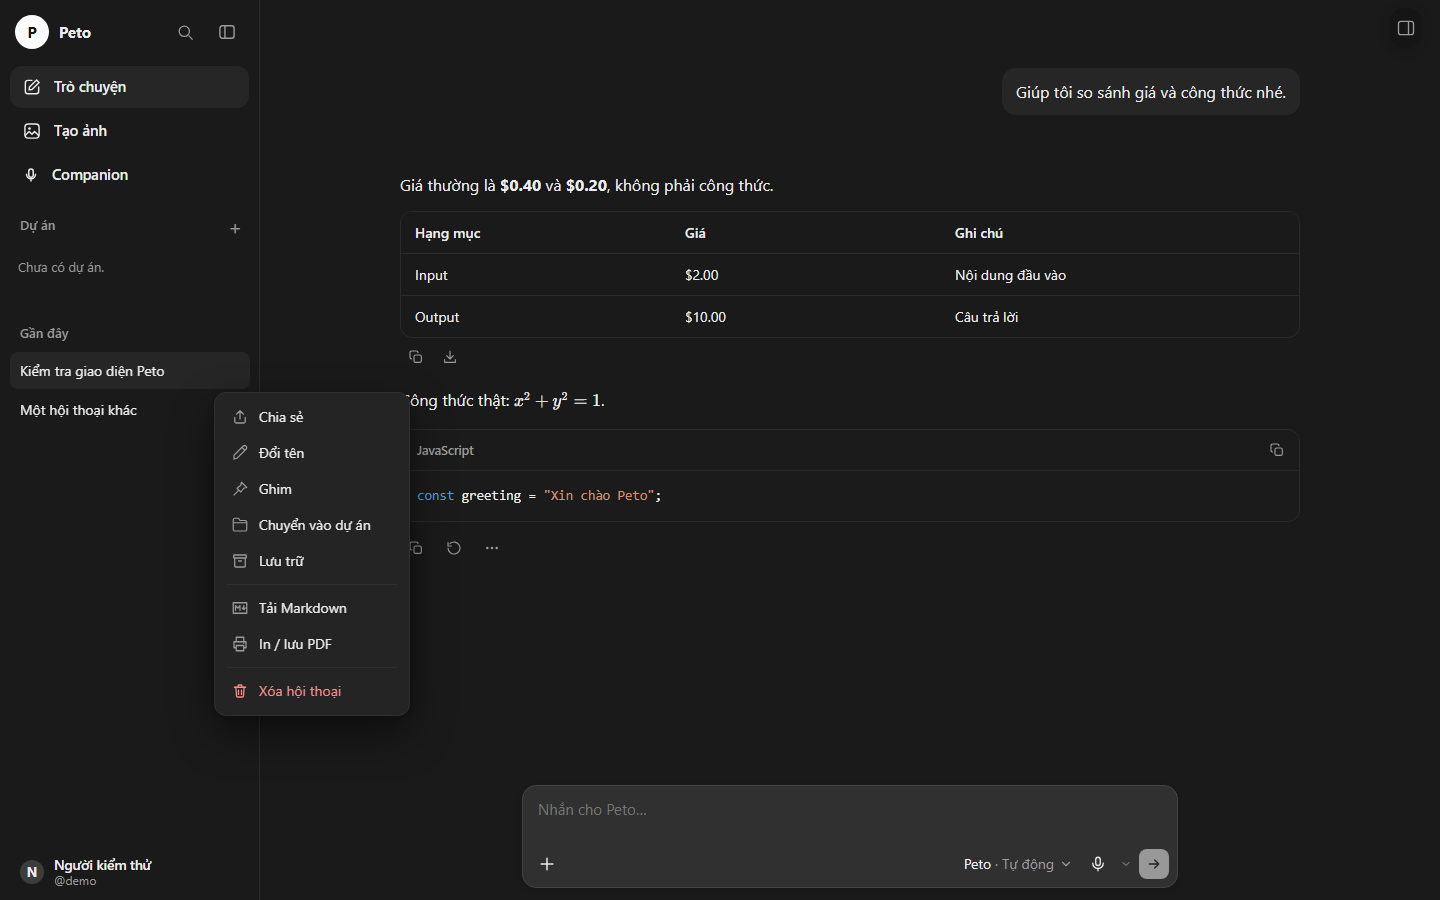 P Peto
Trò chuyện
Tạo ảnh
Companion
Dự án
Chưa có dự án.
Gần đây
Kiểm tra giao diện Peto
Một hội thoại khác
Chia sẻ
Đổi tên
Ghim
Chuyển vào dự án
Lưu trữ
Tải Markdown
In / lưu PDF
Xóa hội thoại
N Người kiểm thử
@demo
Giúp tôi so sánh giá và công thức nhé.
Giá thường là $0.40 và $0.20, không phải công thức.
Hạng mục Giá Ghi chú
Input $2.00 Nội dung đầu vào
Output $10.00 Câu trả lời
ông thức thật: x² + y² = 1.
JavaScript
const greeting = "Xin chào Peto";
Nhắn cho Peto...
Peto · Tự động